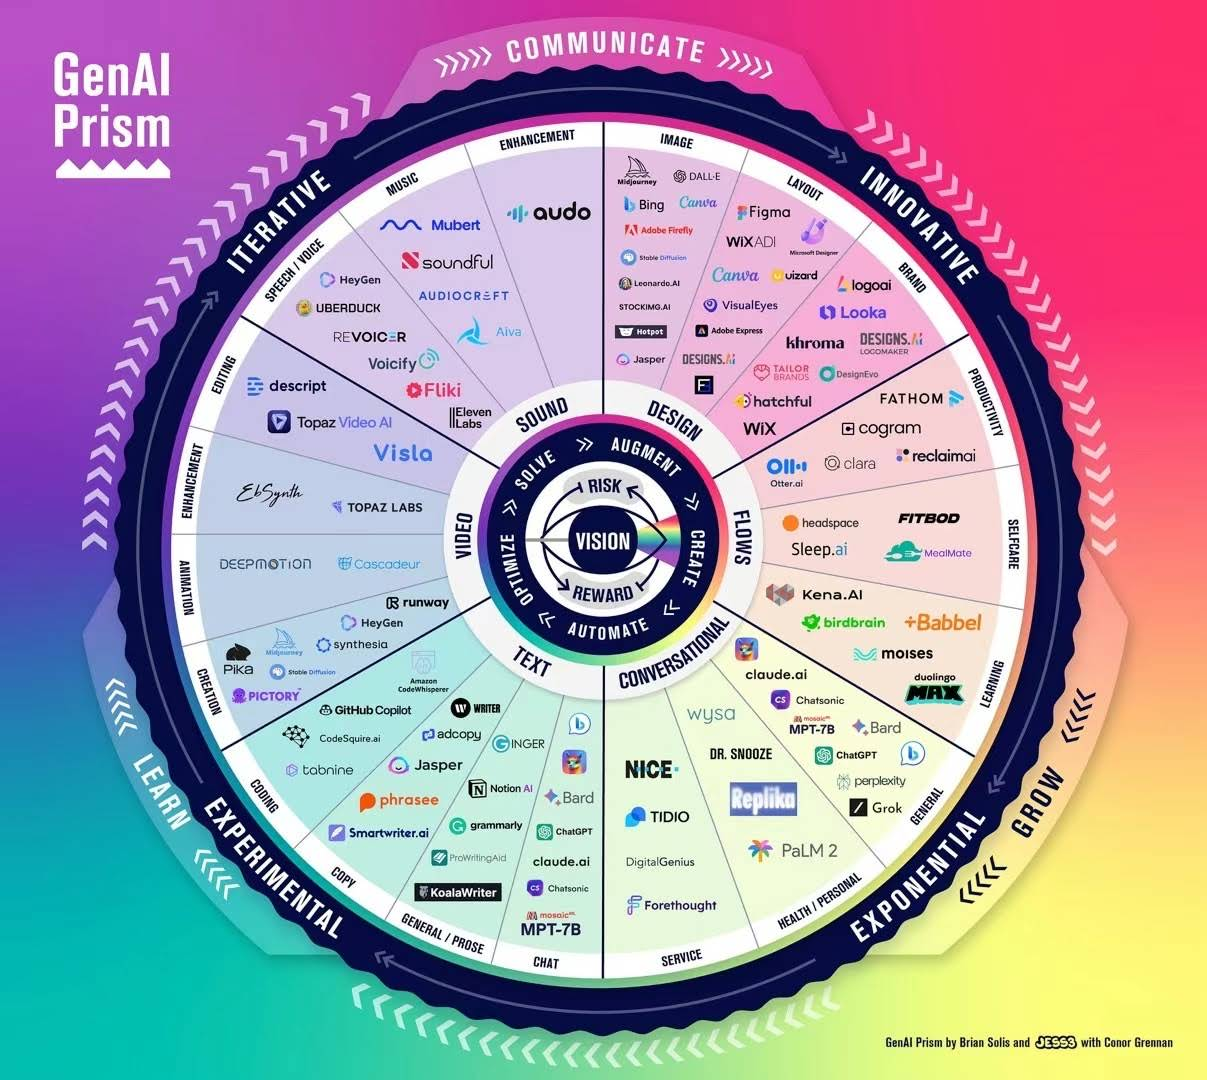 GenAI
Prism
COMMUNICATE
ITERATIVE
INNOVATIVE
EXPONENTIAL
EXPERIMENTAL
GROW
LEARN
VISION
RISK
REWARD
SOLVE
AUGMENT
CREATE
AUTOMATE
OPTIMIZE
DESIGN
IMAGE
Midjourney
DALL·E
Bing
Canva
Adobe Firefly
Stable Diffusion
Leonardo.AI
STOCKIMG.AI
Hotpot
Jasper
LAYOUT
Figma
WiXADI
Microsoft Designer
Canva
uizard
VisualEyes
Adobe Express
DESIGNS.Ai
BRAND
logoai
Looka
khroma
DESIGNS.Ai
LOGOMAKER
TAILOR
BRANDS
DesignEvo
hatchful
WiX
FLOWS
PRODUCTIVITY
FATHOM
cogram
Otter.ai
clara
reclaimai
SELFCARE
headspace
FITBOD
Sleep.ai
MealMate
LEARNING
Kena.AI
birdbrain
+Babbel
moises
duolingo
MAX
CONVERSATIONAL
GENERAL
claude.ai
CS
Chatsonic
mosaic
MPT-7B
Bard
ChatGPT
perplexity
Grok
HEALTH / PERSONAL
wysa
DR. SNOOZE
Replika
PaLM 2
SERVICE
NICE
TIDIO
DigitalGenius
Forethought
TEXT
CHAT
Bard
ChatGPT
claude.ai
CS
Chatsonic
mosaic
MPT-7B
GENERAL / PROSE
GINGER
Notion AI
grammarly
ProWritingAid
KoalaWriter
COPY
WRITER
adcopy
Jasper
phrasee
Smartwriter.ai
CODING
Amazon
CodeWhisperer
GitHub Copilot
CodeSquire.ai
tabnine
VIDEO
CREATION
runway
HeyGen
synthesia
Pika
Midjourney
Stable Diffusion
PICTORY
ANIMATION
DEEPMOTION
Cascadeur
ENHANCEMENT
EbSynth
TOPAZ LABS
EDITING
descript
Topaz Video AI
Visla
SOUND
SPEECH / VOICE
HeyGen
UBERDUCK
REVOICER
Voicify
Fliki
Eleven
Labs
MUSIC
Mubert
soundful
AUDIOCRAFT
Aiva
ENHANCEMENT
audo
GenAI Prism by Brian Solis and JESS3 with Conor Grennan